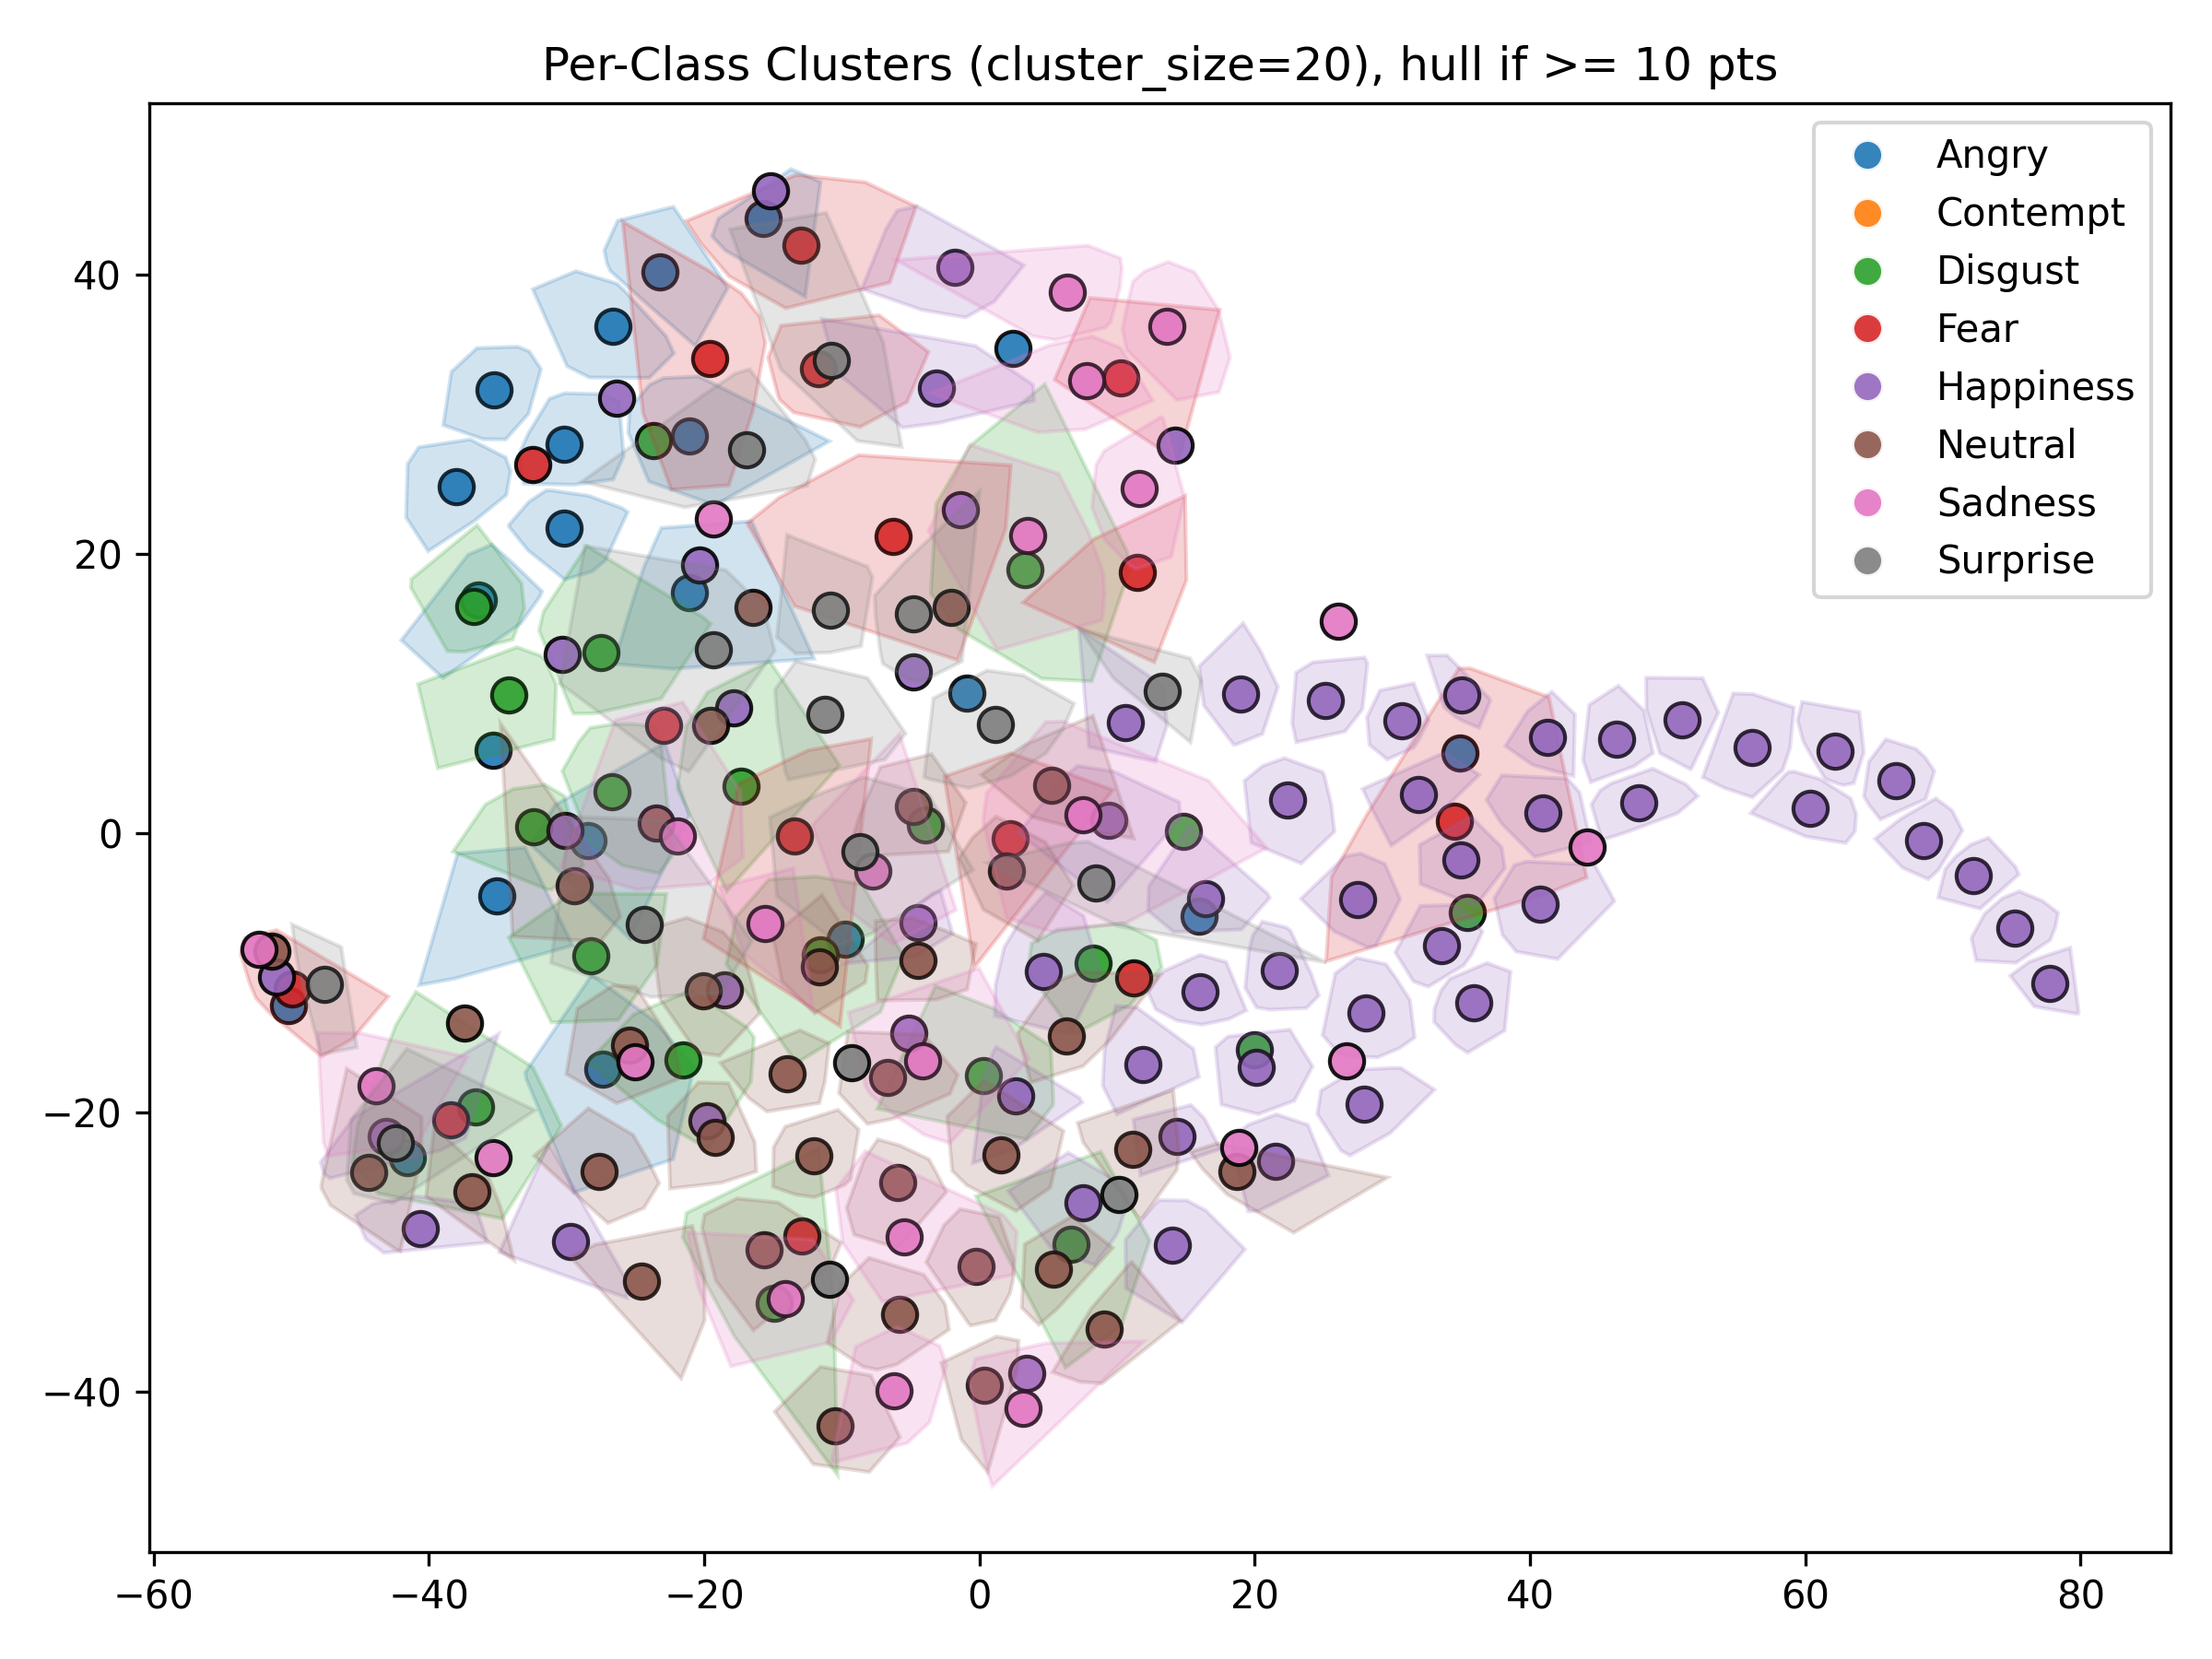 Per-Class Clusters (cluster_size=20), hull if >= 10 pts
Angry
Contempt
Disgust
Fear
Happiness
Neutral
Sadness
Surprise
40
20
0
−20
−40
−60
−40
−20
0
20
40
60
80